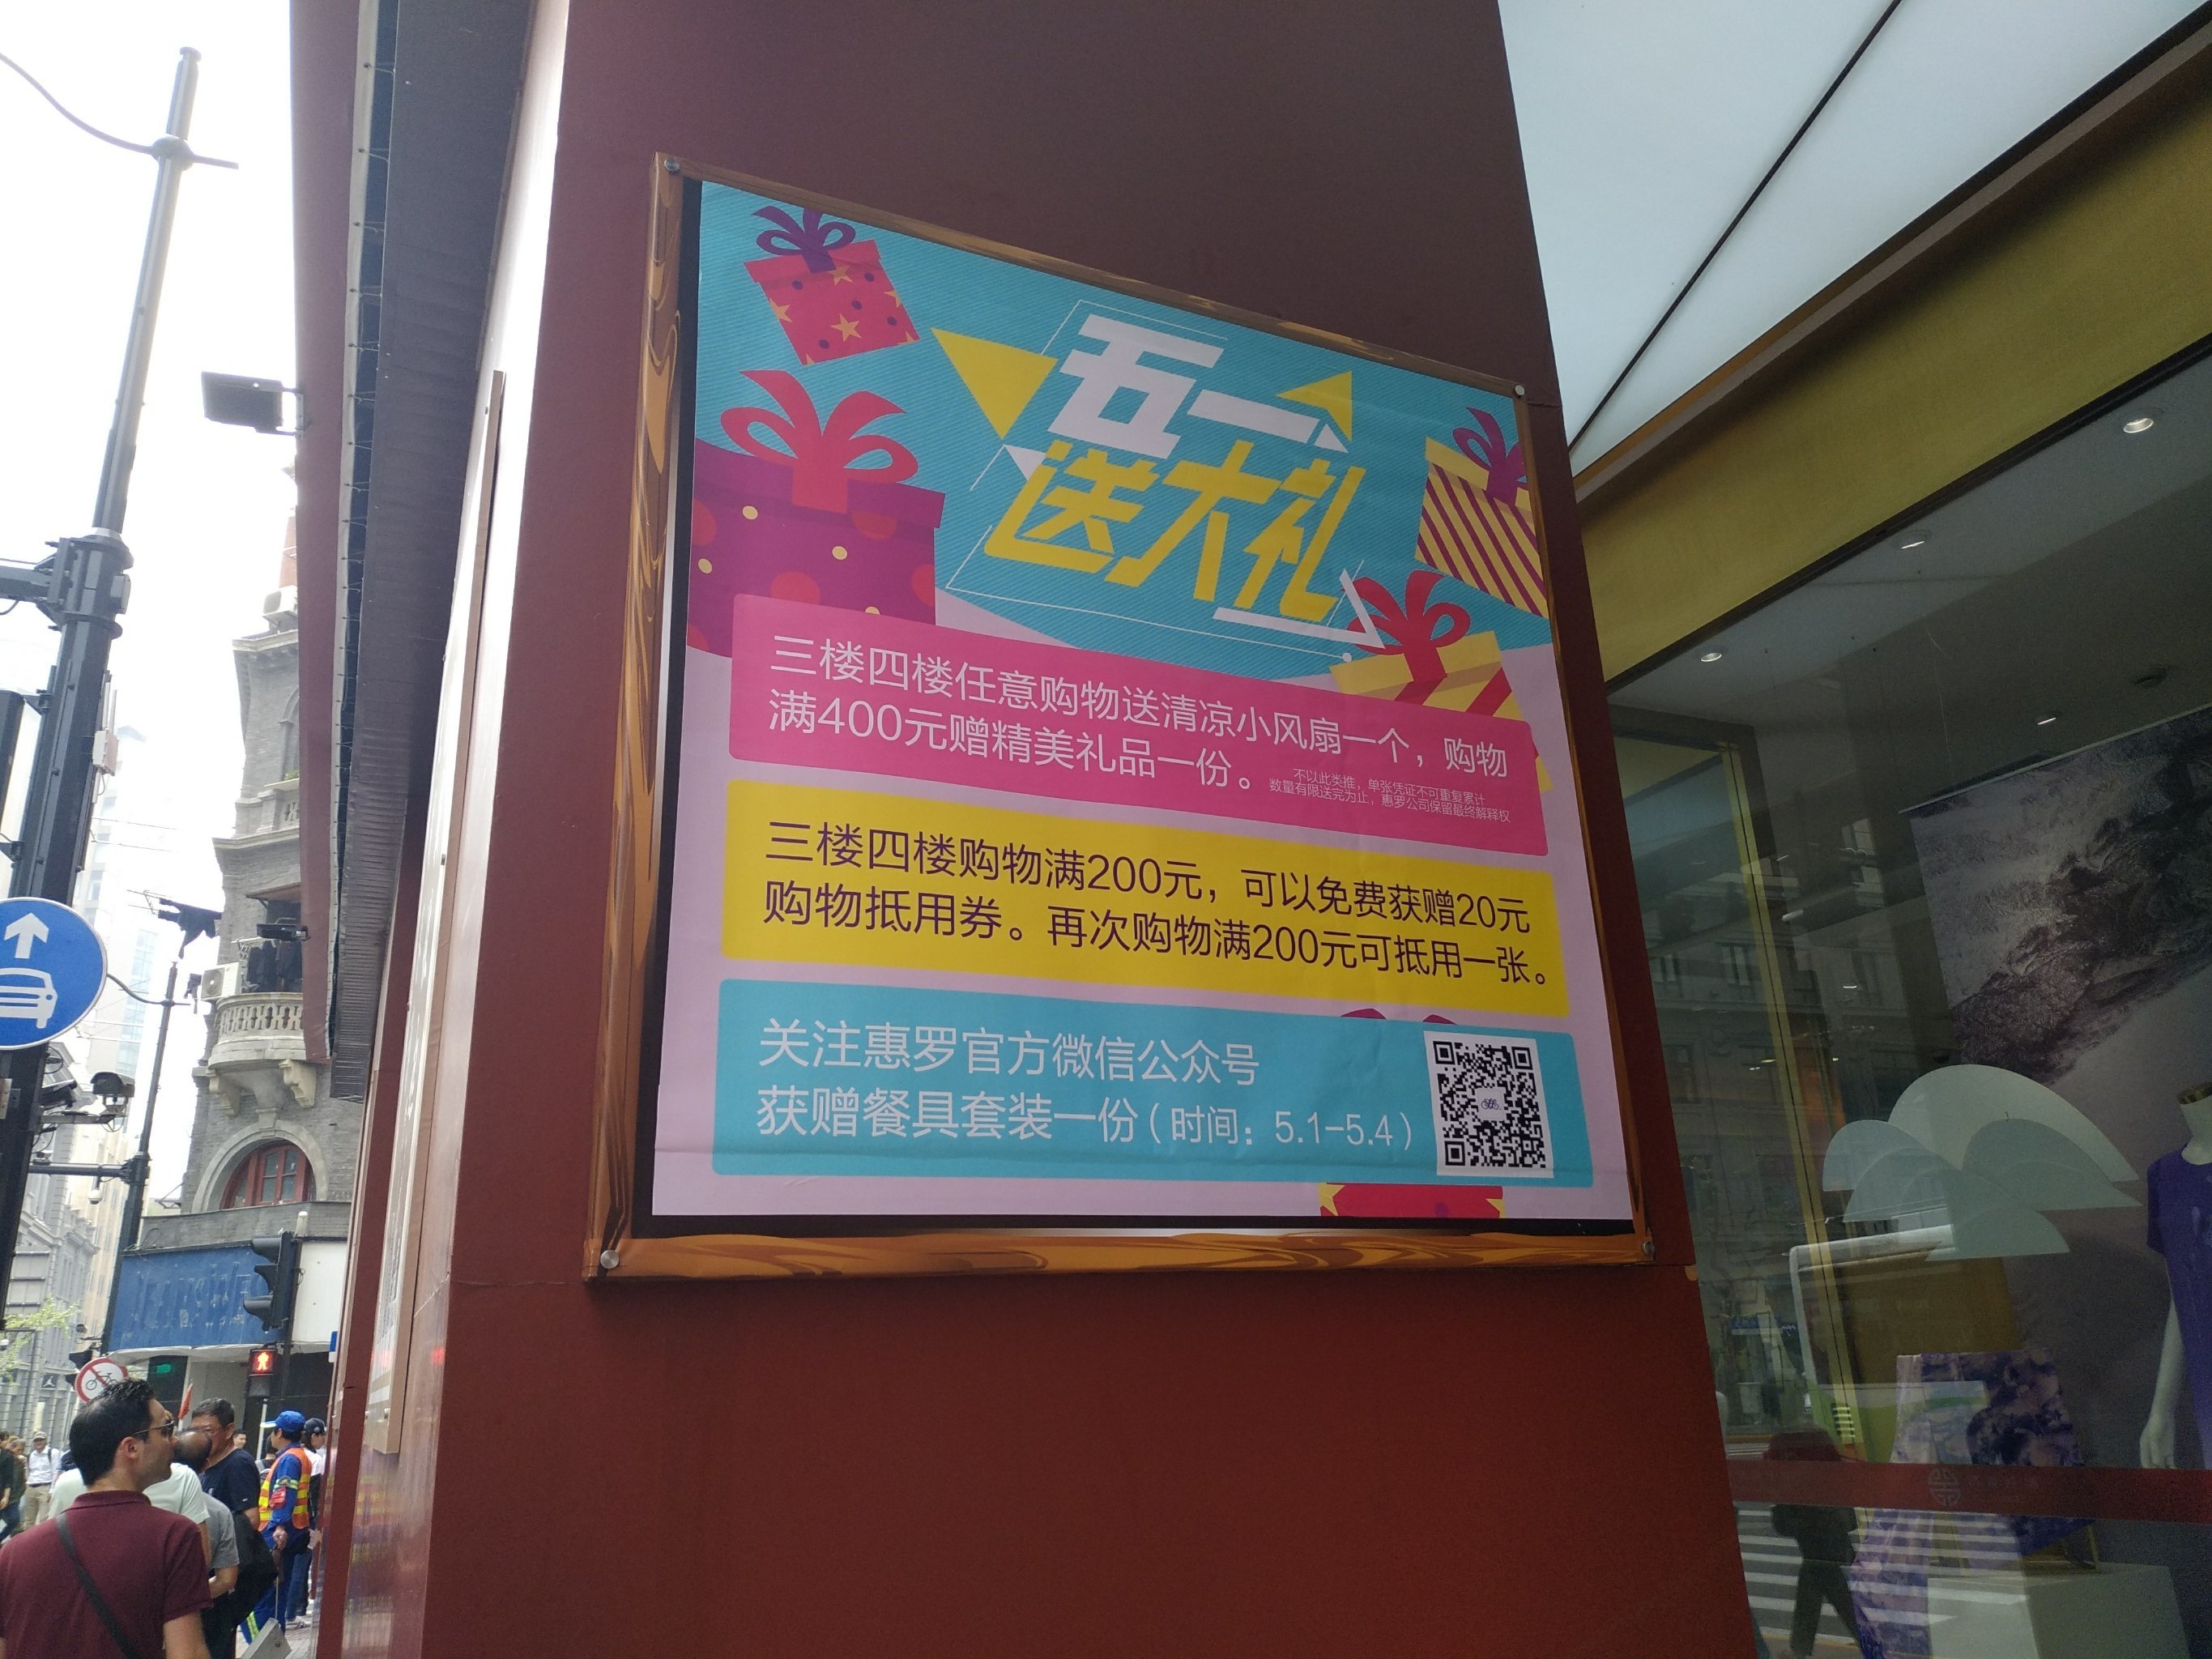 五一
送大礼
三楼四楼任意购物送清凉小风扇一个，购物
满400元赠精美礼品一份。
不以此类推，单张凭证不可重复累计
数量有限送完为止，惠罗公司保留最终解释权
三楼四楼购物满200元，可以免费获赠20元
购物抵用券。再次购物满200元可抵用一张。
关注惠罗官方微信公众号
获赠餐具套装一份（时间：5.1-5.4）